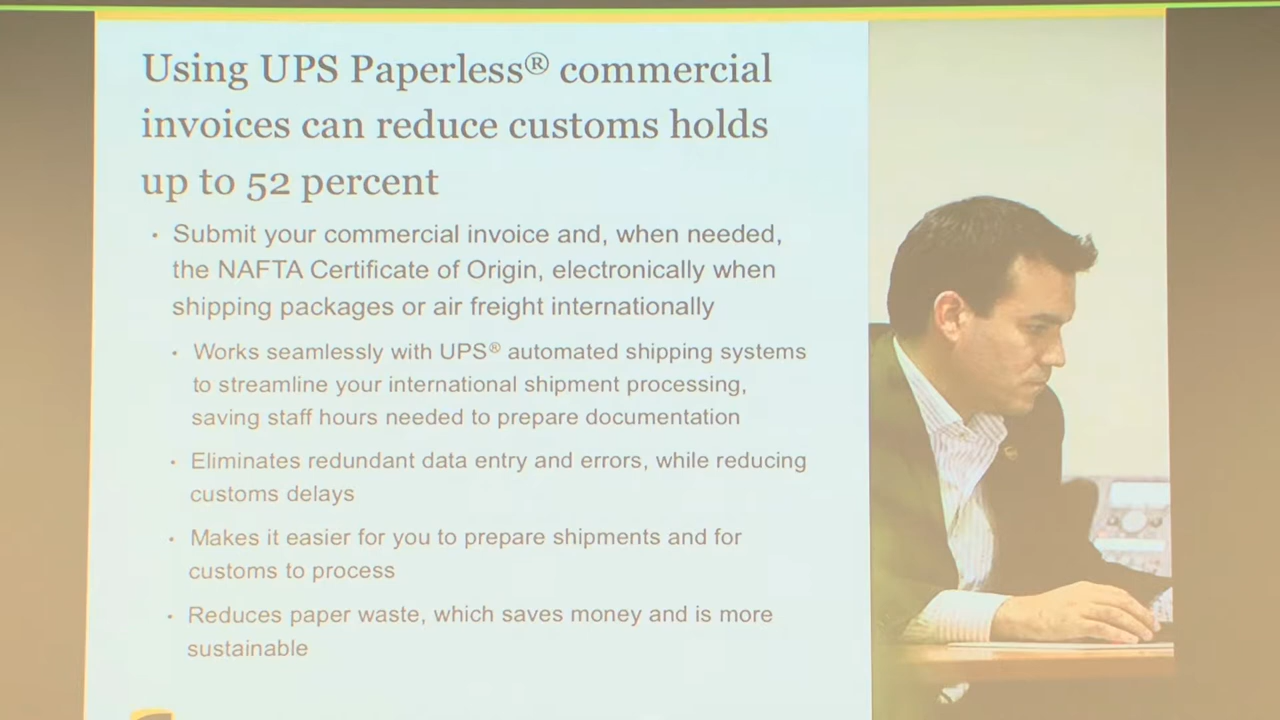 Using UPS Paperless® commercial
invoices can reduce customs holds
up to 52 percent
• Submit your commercial invoice and, when needed,
the NAFTA Certificate of Origin, electronically when
shipping packages or air freight internationally
• Works seamlessly with UPS® automated shipping systems
to streamline your international shipment processing,
saving staff hours needed to prepare documentation
• Eliminates redundant data entry and errors, while reducing
customs delays
• Makes it easier for you to prepare shipments and for
customs to process
• Reduces paper waste, which saves money and is more
sustainable